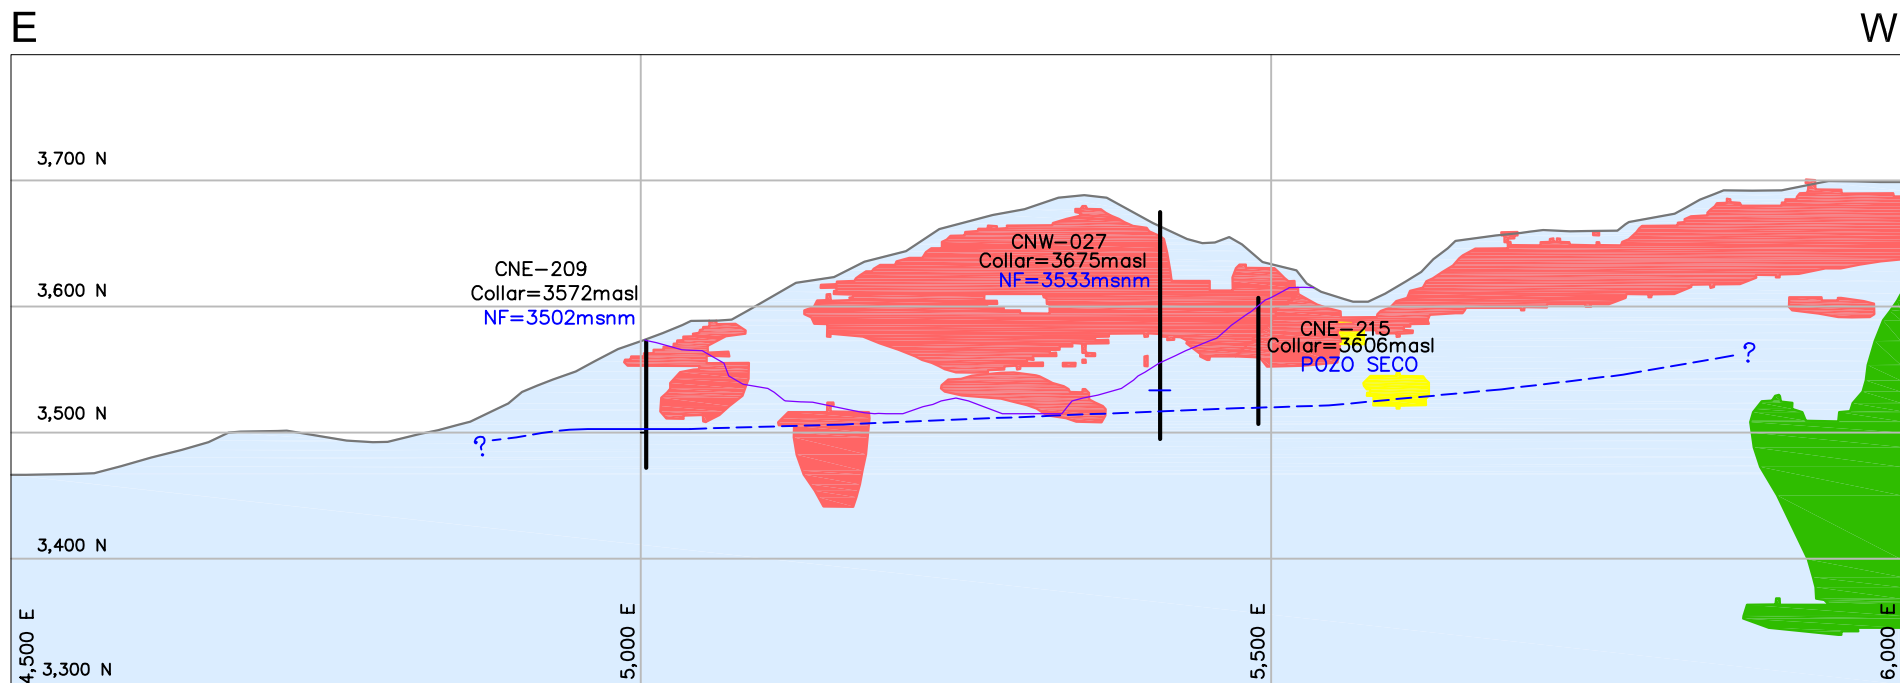 E
W
3,700 N
CNW-027
Collar=3675masl
NF=3533msnm
CNE-209
Collar=3572masl
NF=3502msnm
3,600 N
CNE-215
Collar=3606masl
POZO SECO
?
3,500 N
?
3,400 N
4,500 E
5,000 E
5,500 E
6,000 E
3,300 N